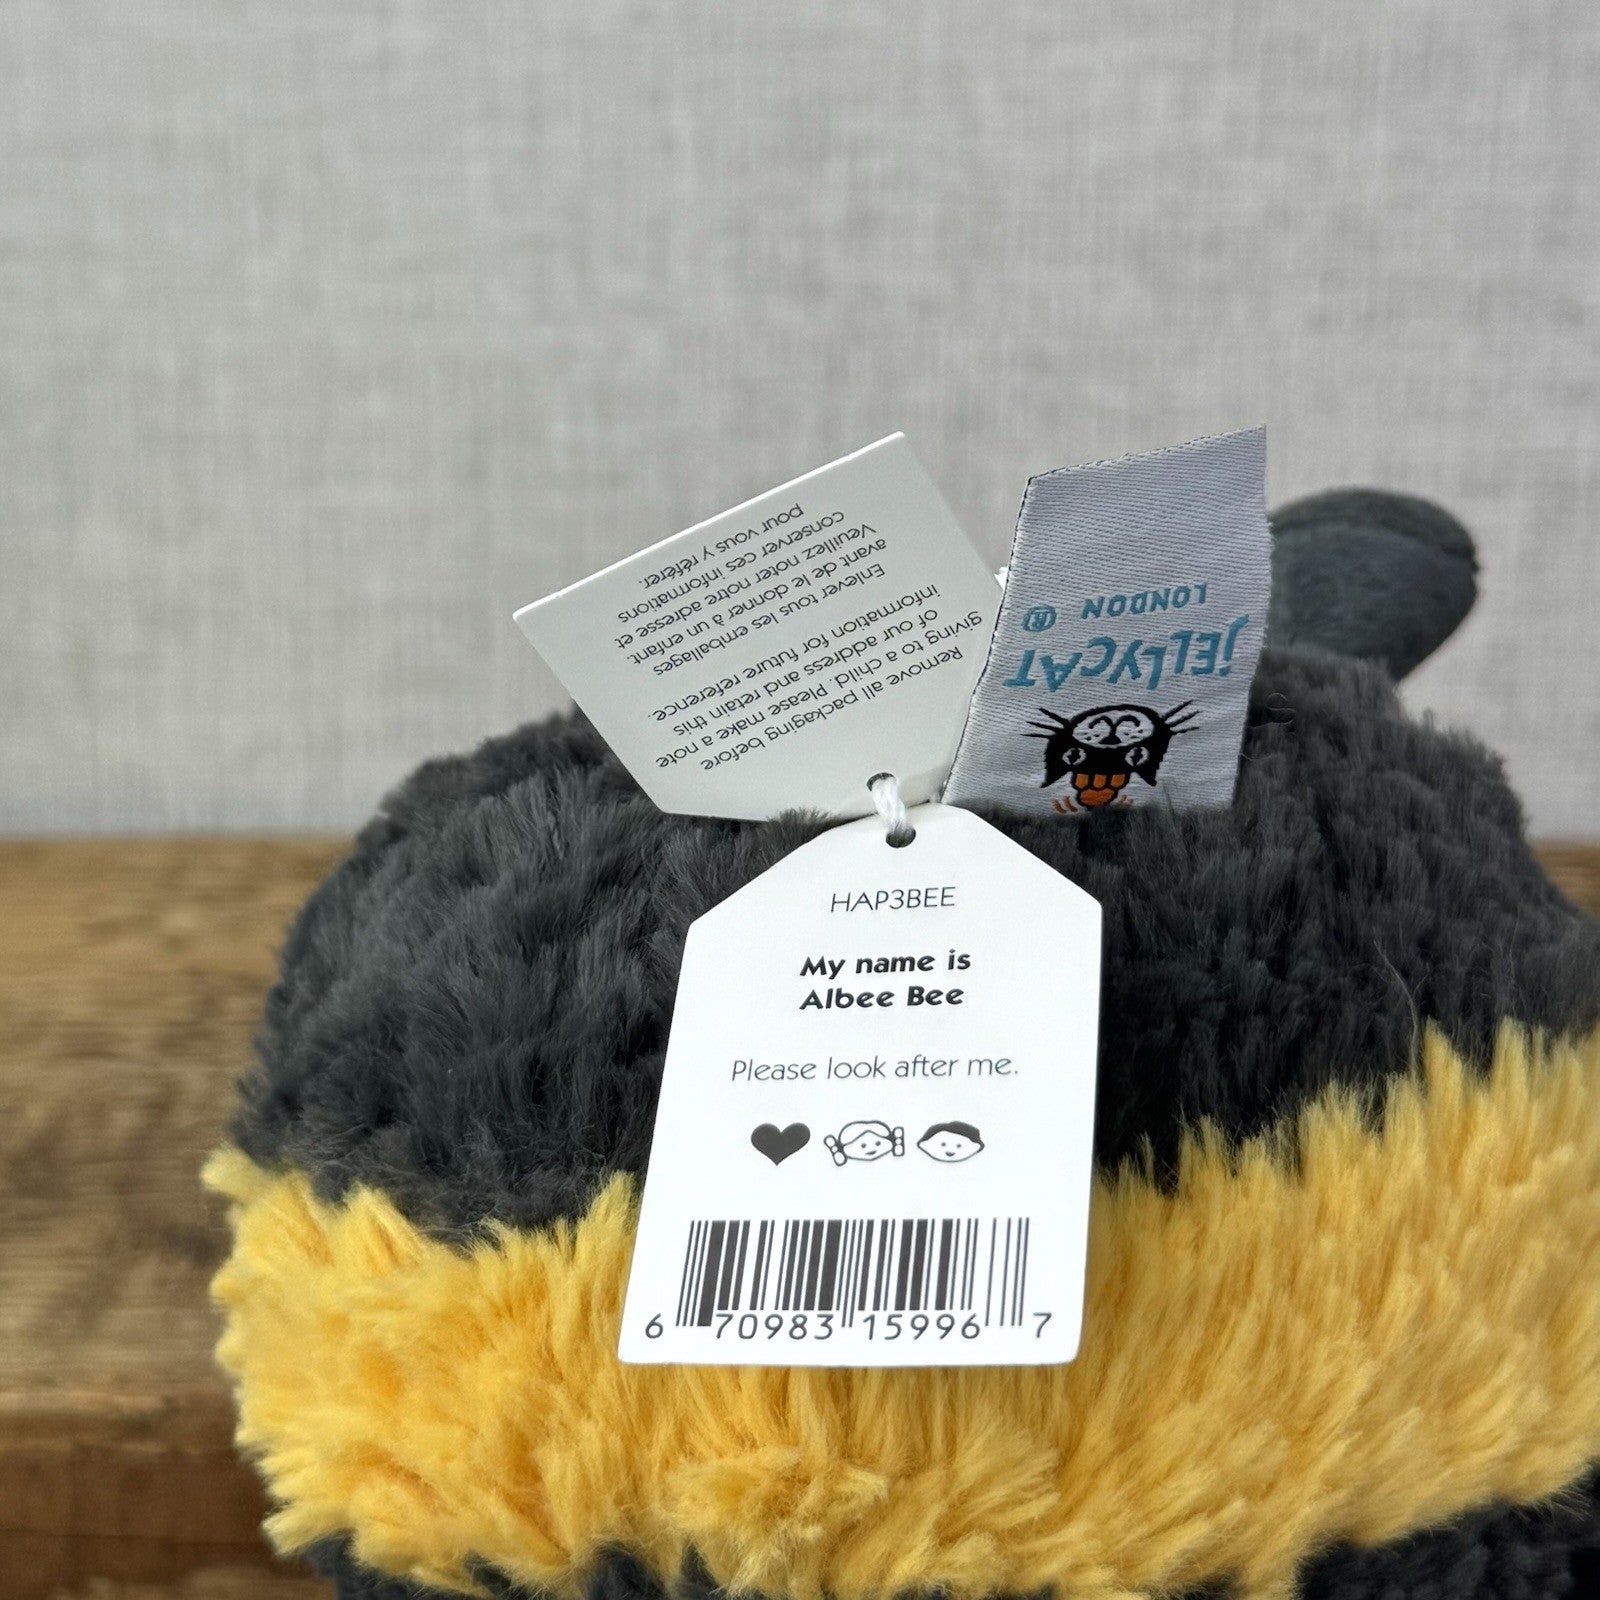 Remove all packaging before
giving to a child. Please make a note
of our address and retain this
information for future reference.
Enlever tous les emballages
avant de le donner à un enfant.
Veuillez noter notre adresse et
conserver ces informations
pour vous y référer.
jELLYCAT
LONDON ®
HAP3BEE
My name is
Albee Bee
Please look after me.
6 70983 15996 7